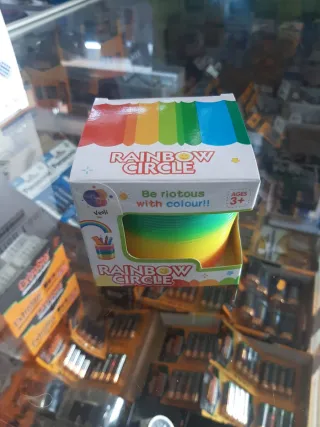 RAINBOW
CIRCLE
Be riotous
with colour!!
AGES
3+
RAINBOW
CIRCLE